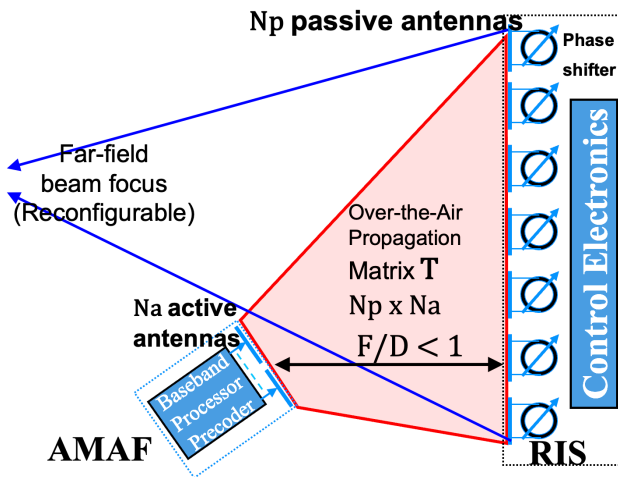 Np passive antennas
Phase
shifter
Far-field
beam focus
(Reconfigurable)
Over-the-Air
Propagation
Matrix T
Np x Na
F/D < 1
Na active
antennas
Baseband
Processor
Precoder
AMAF
RIS
Control Electronics